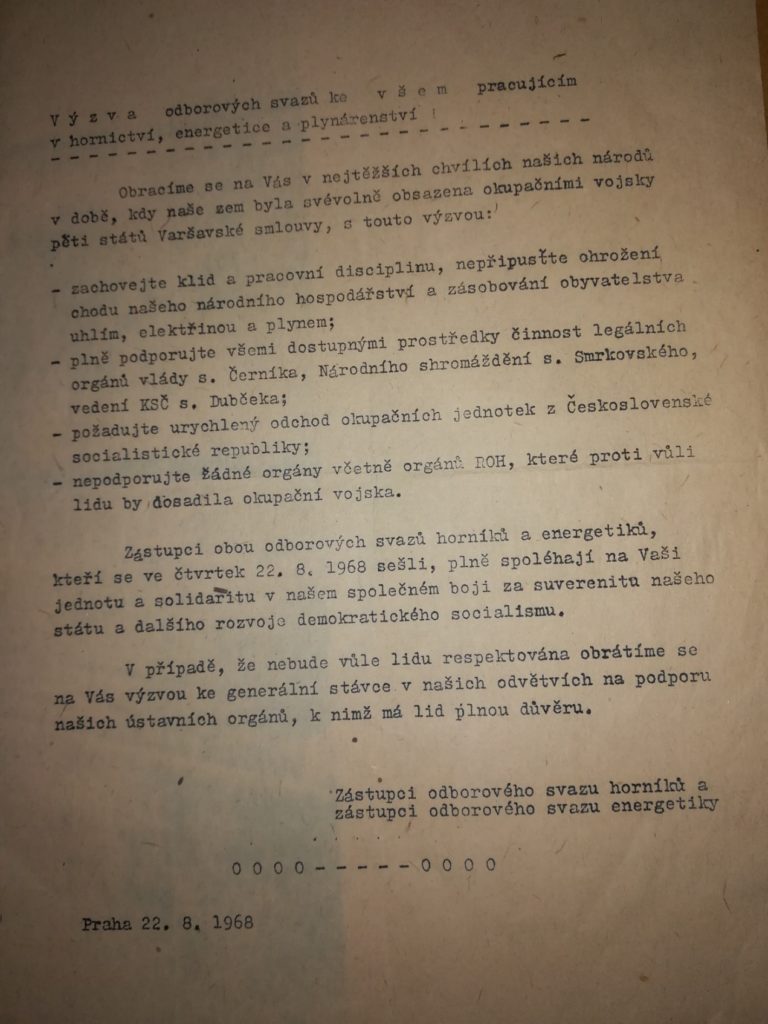 V ý z v a odborových svazů ke v š e m pracujícím
v hornictví, energetice a plynárenství !
Obracíme se na Vás v nejtěžších chvílích našich národů
v době, kdy naše zem byla svévolně obsazena okupačními vojsky
pěti států Varšavské smlouvy, s touto výzvou:
- zachovejte klid a pracovní disciplinu, nepřipusťte ohrožení
chodu našeho národního hospodářství a zásobování obyvatelstva
uhlím, elektřinou a plynem;
- plně podporujte všemi dostupnými prostředky činnost legálních
orgánů vlády s. Černíka, Národního shromáždění s. Smrkovského,
vedení KSČ s. Dubčeka;
- požadujte urychlený odchod okupačních jednotek z Československé
socialistické republiky;
- nepodporujte žádné orgány včetně orgánů ROH, které proti vůli
lidu by dosadila okupační vojska.
Zástupci obou odborových svazů horníků a energetiků,
kteří se ve čtvrtek 22. 8. 1968 sešli, plně spoléhají na Vaši
jednotu a solidaritu v našem společném boji za suverenitu našeho
státu a dalšího rozvoje demokratického socialismu.
V případě, že nebude vůle lidu respektována obrátíme se
na Vás výzvou ke generální stávce v našich odvětvích na podporu
našich ústavních orgánů, k nimž má lid plnou důvěru.
Zástupci odborového svazu horníků a
zástupci odborového svazu energetiky
O O O O - - - - - O O O O
Praha 22. 8. 1968